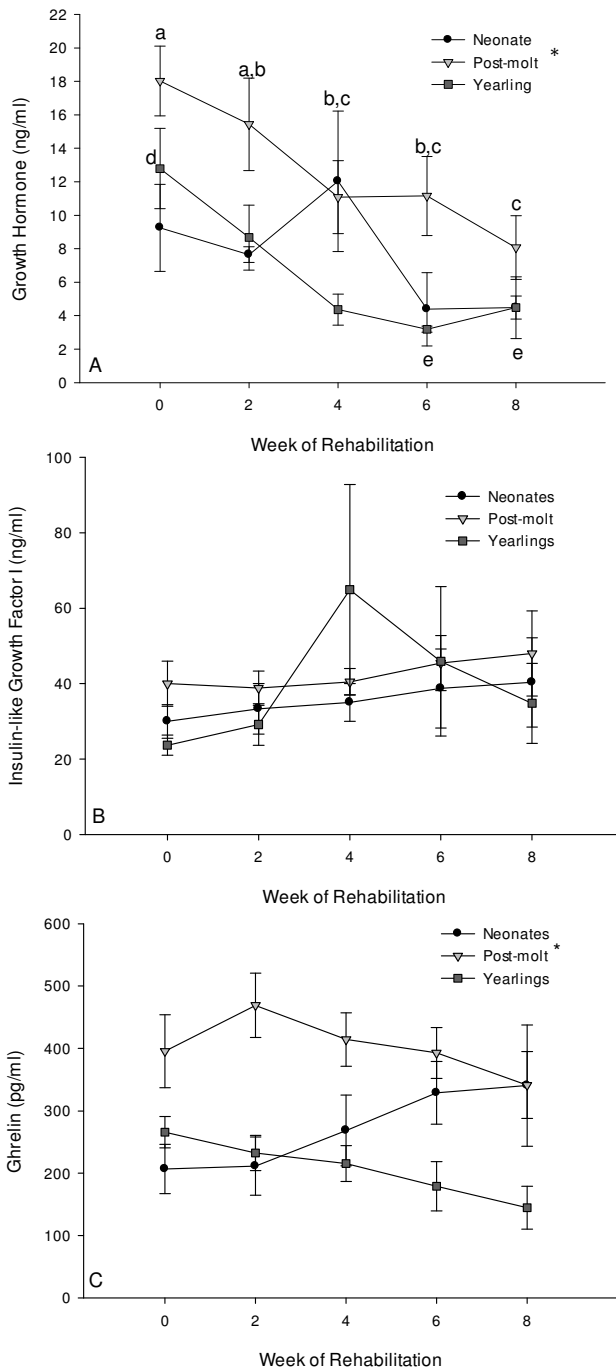 22
20
18
16
14
12
10
8
6
4
2
0
Growth Hormone (ng/ml)
Neonate
Post-molt *
Yearling
a
a,b
b,c
b,c
c
d
e
e
A
0 2 4 6 8
Week of Rehabilitation
100
80
60
40
20
0
Insulin-like Growth Factor I (ng/ml)
Neonates
Post-molt
Yearlings
B
0 2 4 6 8
Week of Rehabilitation
600
500
400
300
200
100
0
Ghrelin (pg/ml)
Neonates
Post-molt *
Yearlings
C
0 2 4 6 8
Week of Rehabilitation